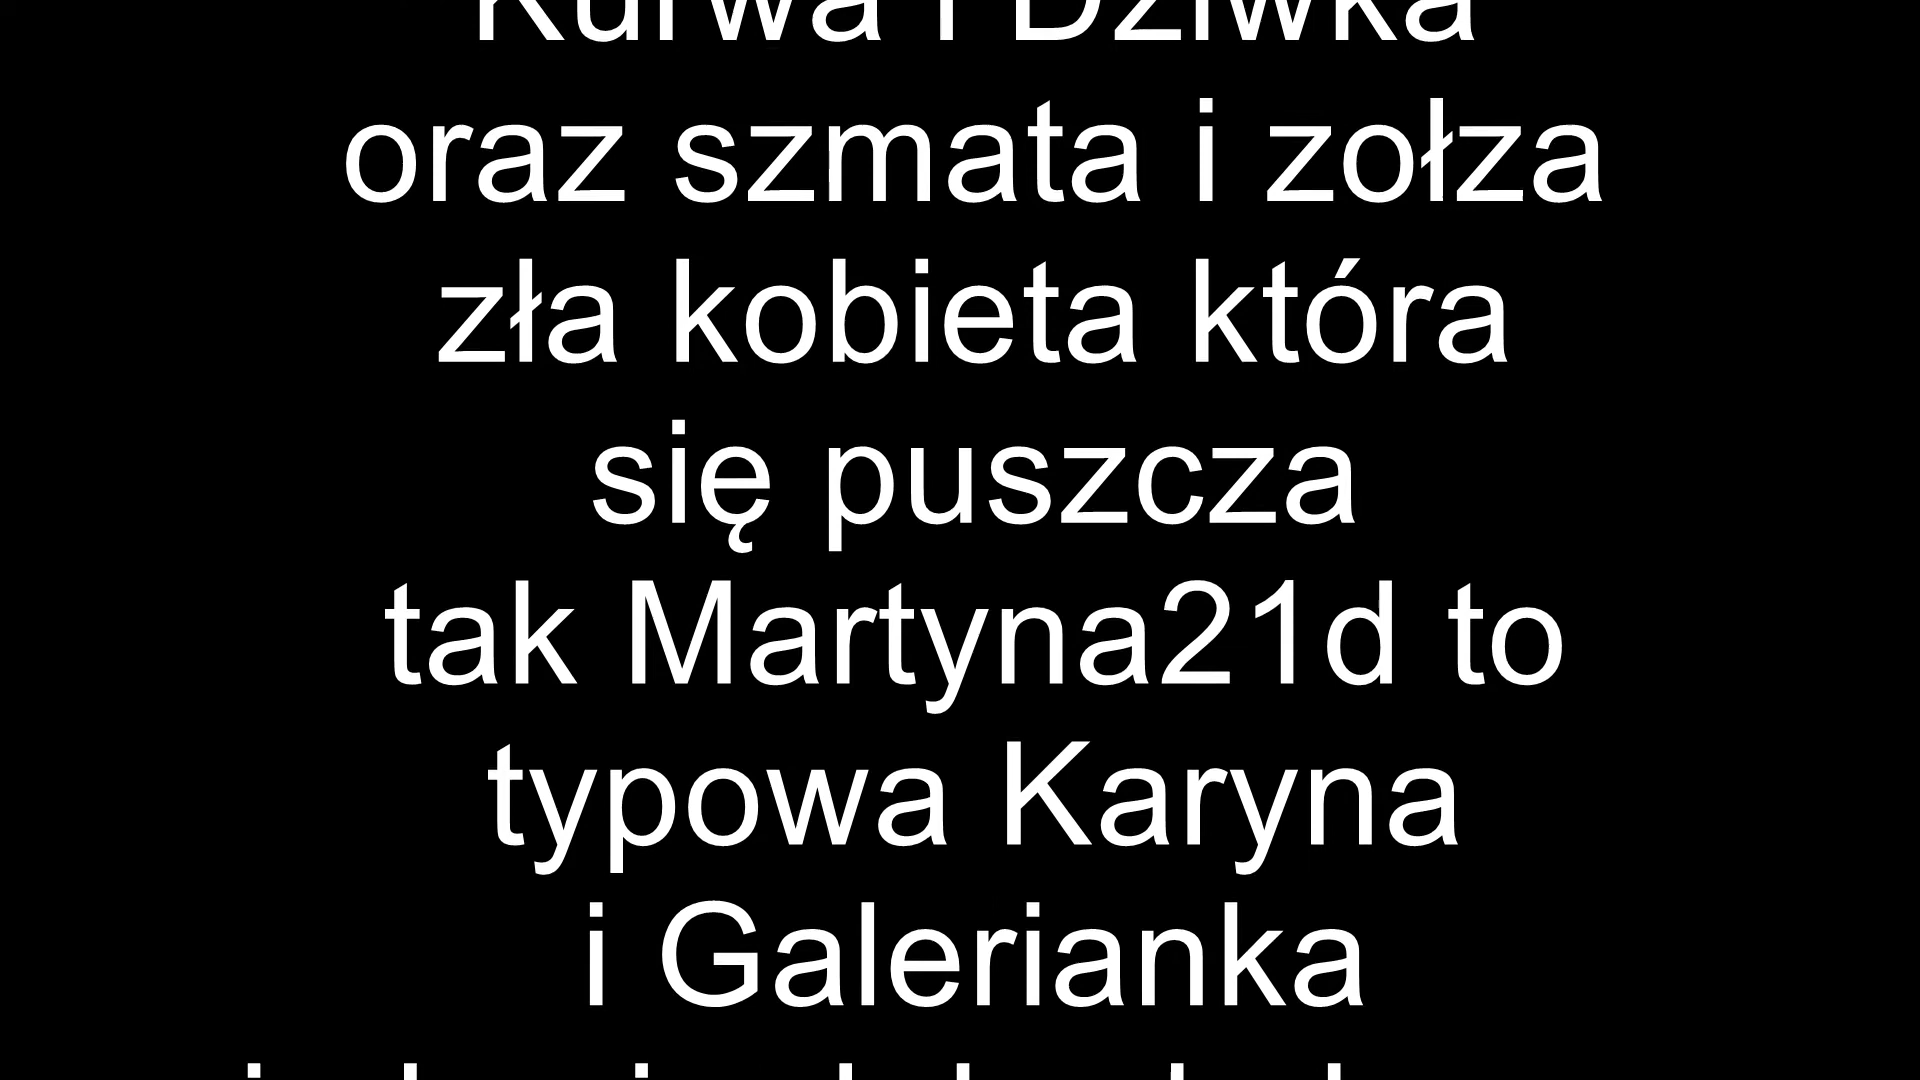 Kurwa i Dziwka
oraz szmata i zołza
zła kobieta która
się puszcza
tak Martyna21d to
typowa Karyna
i Galerianka